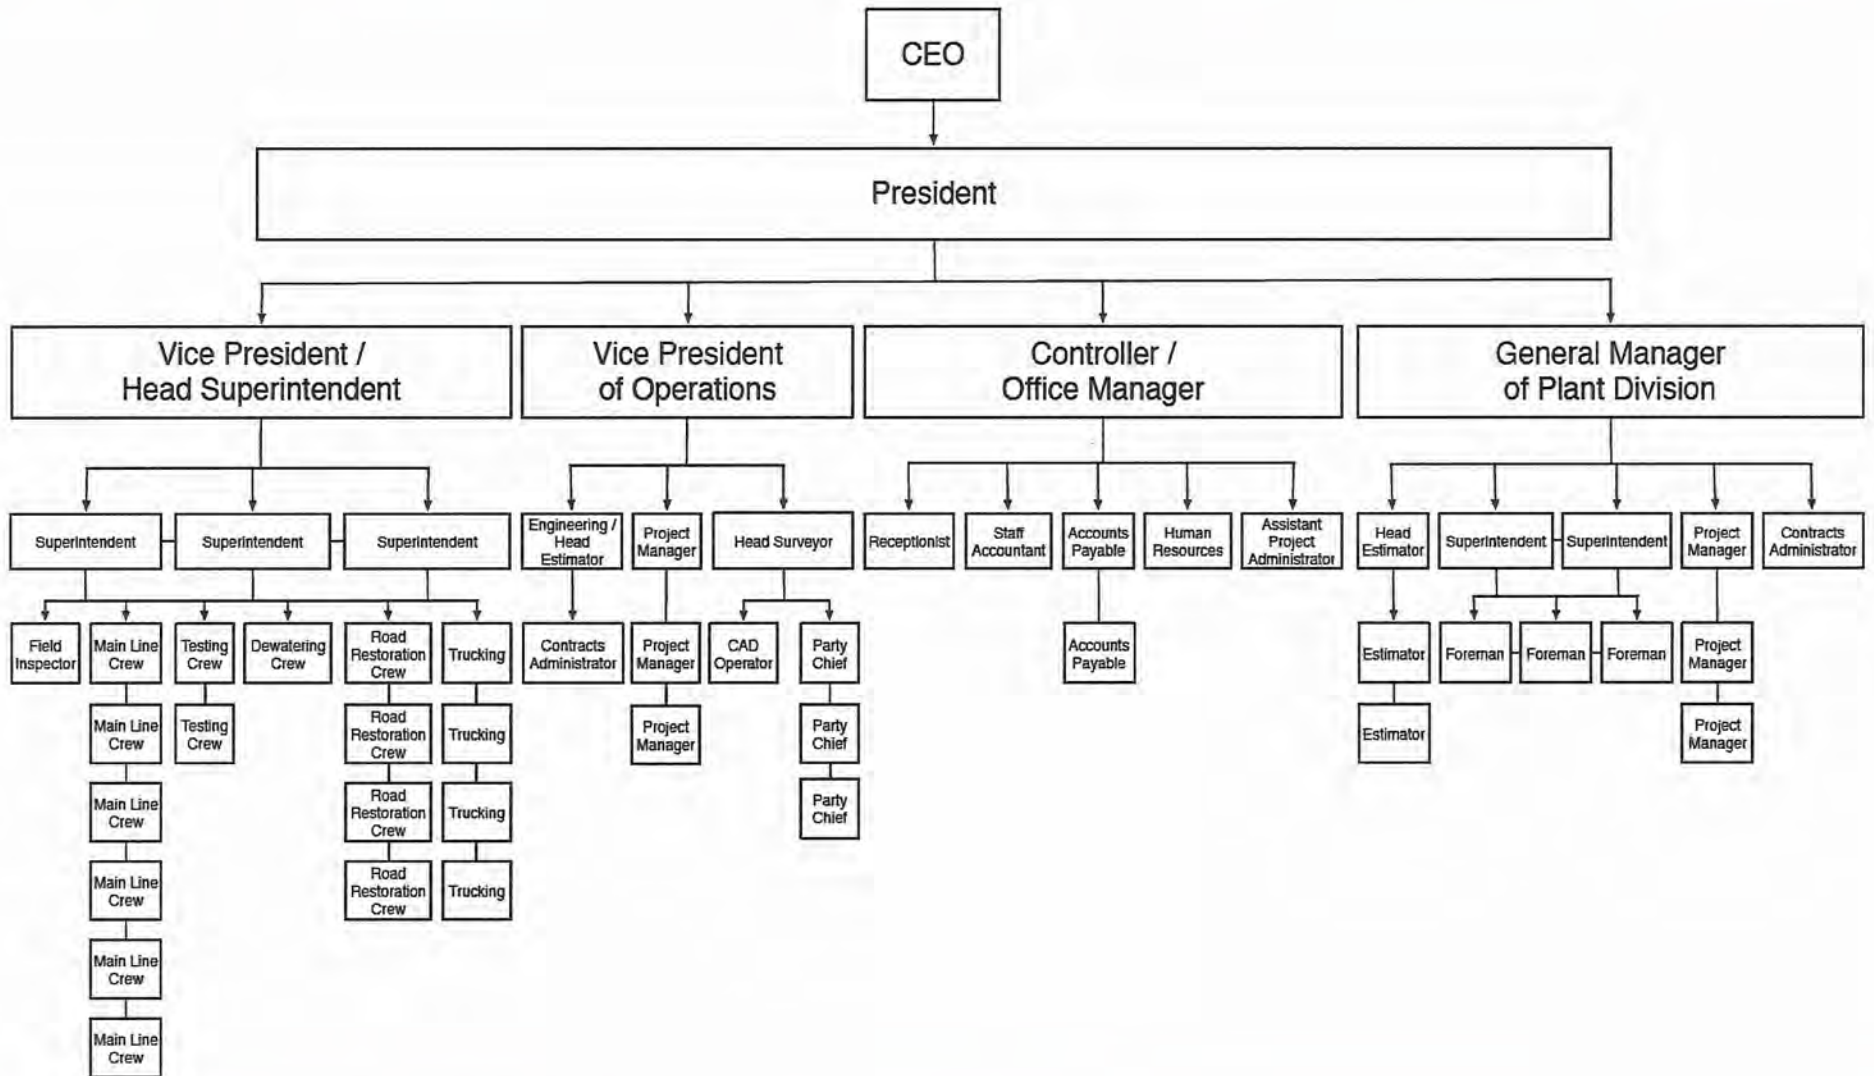 CEO
President
Vice President /
Head Superintendent
Vice President
of Operations
Controller /
Office Manager
General Manager
of Plant Division
Superintendent
Superintendent
Superintendent
Engineering /
Head
Estimator
Project
Manager
Head Surveyor
Receptionist
Staff
Accountant
Accounts
Payable
Human
Resources
Assistant
Project
Administrator
Head
Estimator
Superintendent
Superintendent
Project
Manager
Contracts
Administrator
Field
Inspector
Main Line
Crew
Testing
Crew
Dewatering
Crew
Road
Restoration
Crew
Trucking
Contracts
Administrator
Project
Manager
CAD
Operator
Party
Chief
Accounts
Payable
Estimator
Foreman
Foreman
Foreman
Project
Manager
Main Line
Crew
Testing
Crew
Road
Restoration
Crew
Trucking
Project
Manager
Party
Chief
Estimator
Project
Manager
Main Line
Crew
Road
Restoration
Crew
Trucking
Party
Chief
Main Line
Crew
Road
Restoration
Crew
Trucking
Main Line
Crew
Main Line
Crew